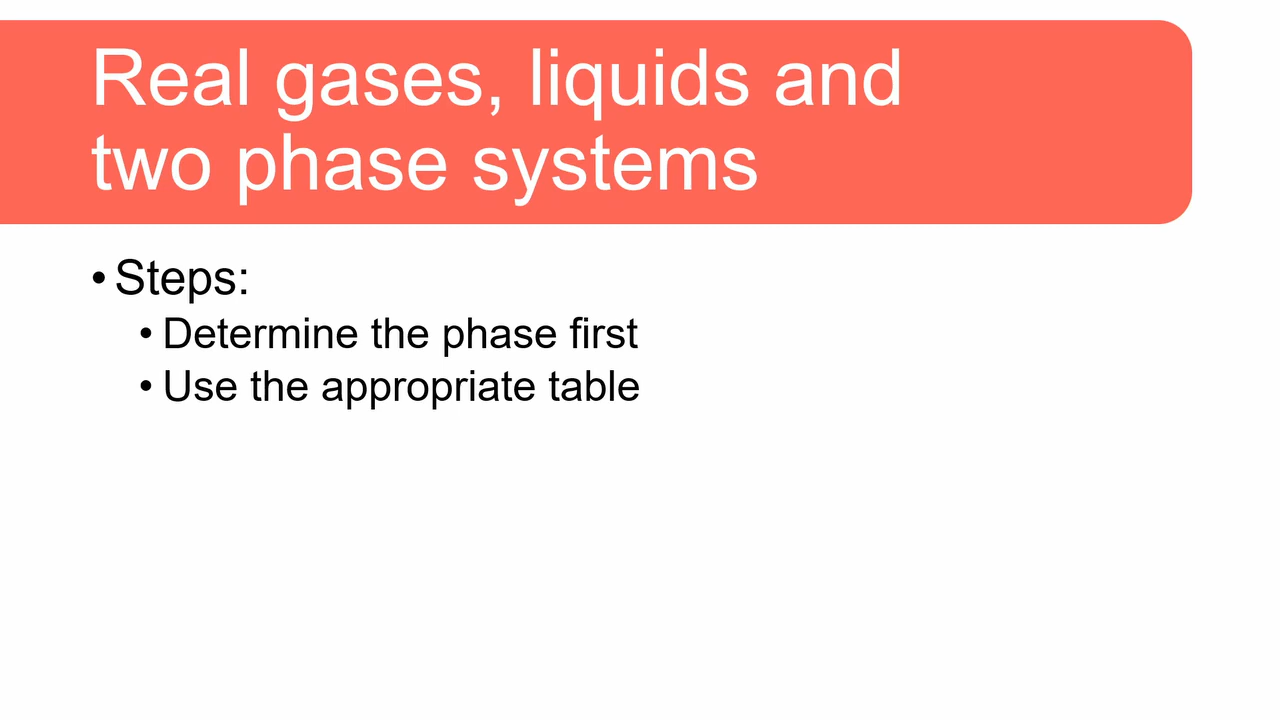 Real gases, liquids and
two phase systems
• Steps:
• Determine the phase first
• Use the appropriate table